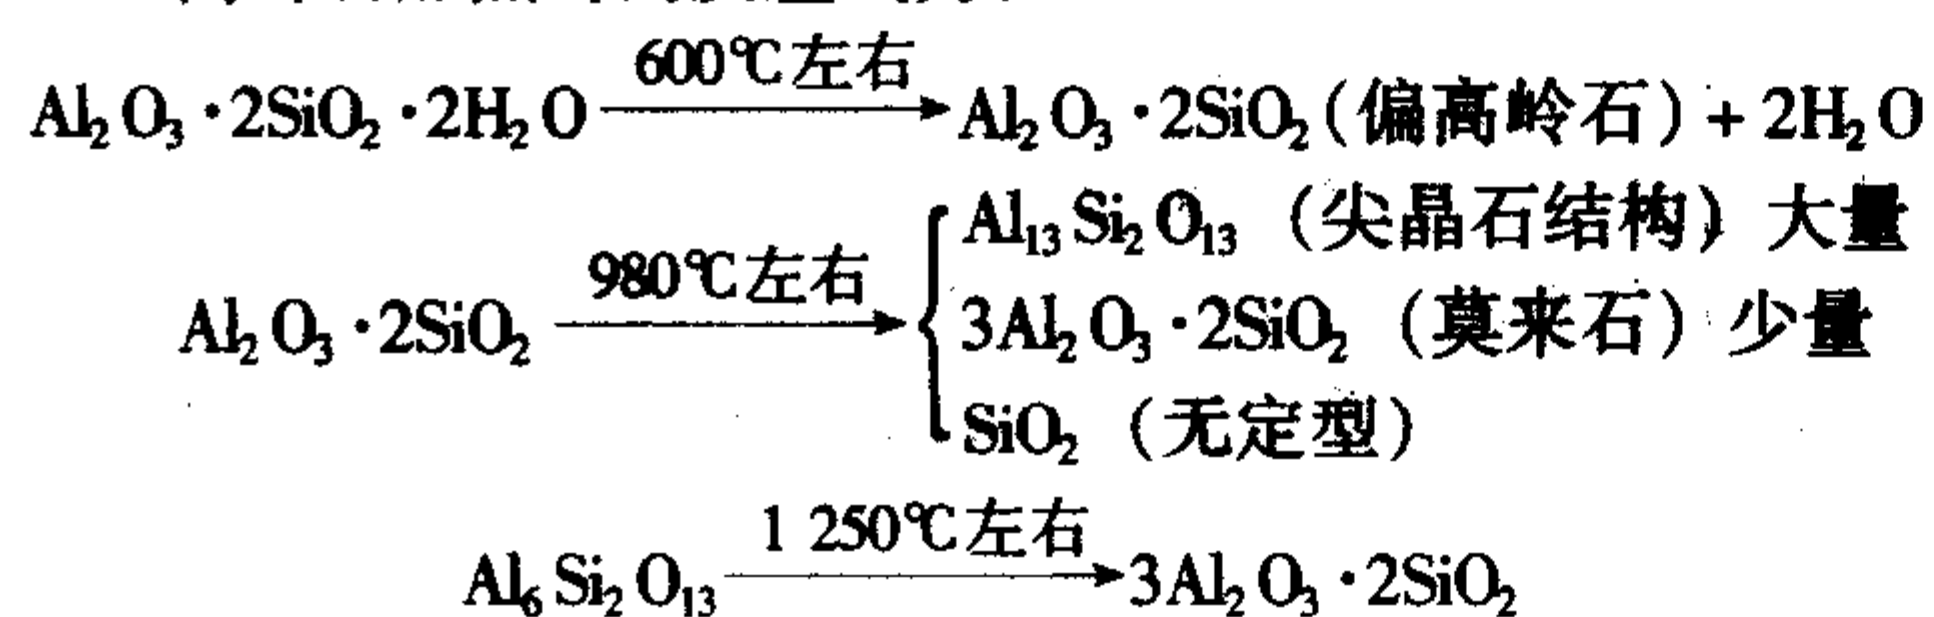 Al₂O₃·2SiO₂·2H₂O —600℃左右→ Al₂O₃·2SiO₂(偏高岭石) + 2H₂O
Al₂O₃·2SiO₂ —980℃左右→ { Al₁₃Si₂O₁₃ (尖晶石结构) 大量
3Al₂O₃·2SiO₂ (莫来石) 少量
SiO₂ (无定型)
Al₆Si₂O₁₃ —1 250℃左右→ 3Al₂O₃·2SiO₂